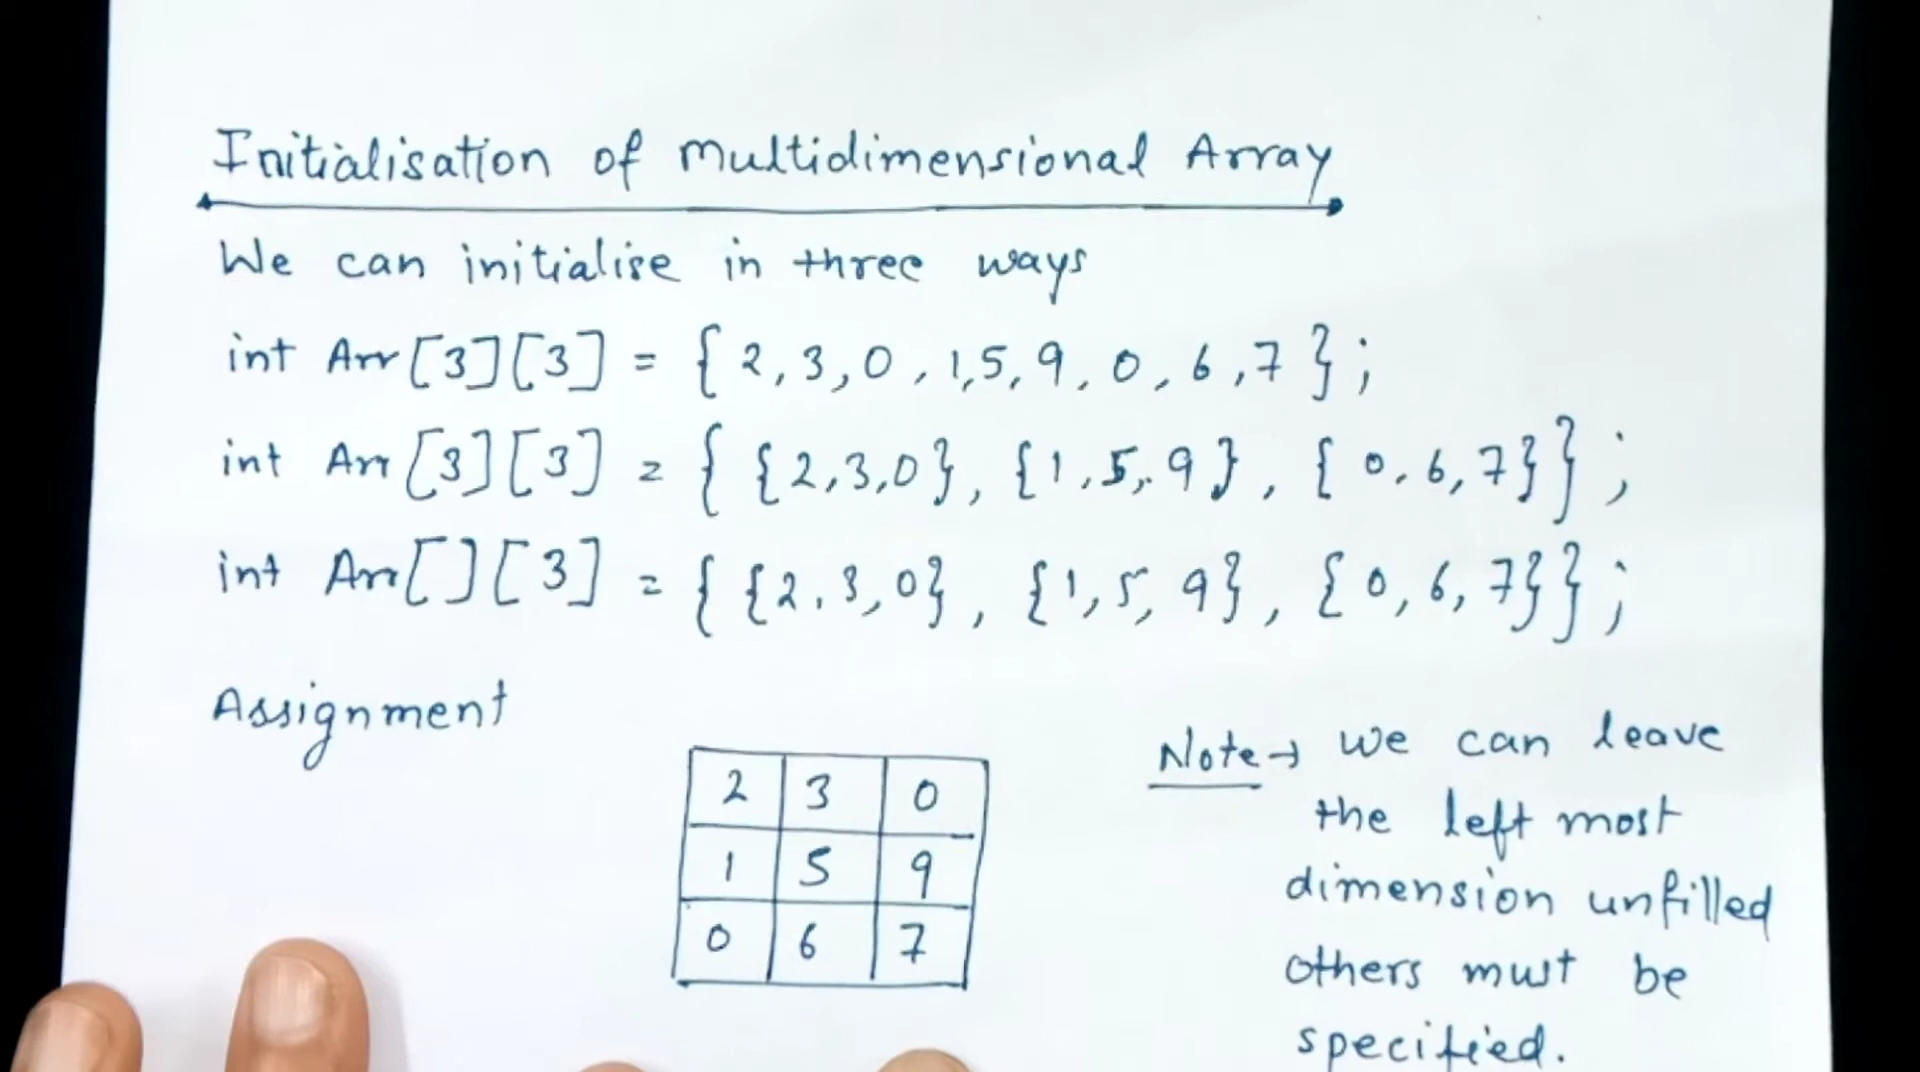 Initialisation of Multidimensional Array
We can initialise in three ways
int Arr[3][3] = { 2, 3, 0, 1, 5, 9, 0, 6, 7 };
int Arr[3][3] = { {2,3,0}, {1,5,9}, {0,6,7}};
int Arr[][3] = { {2,3,0}, {1,5,9}, {0,6,7}};
Assignment
2 3 0
1 5 9
0 6 7
Note → We can leave
the left most
dimension unfilled
others must be
specified.